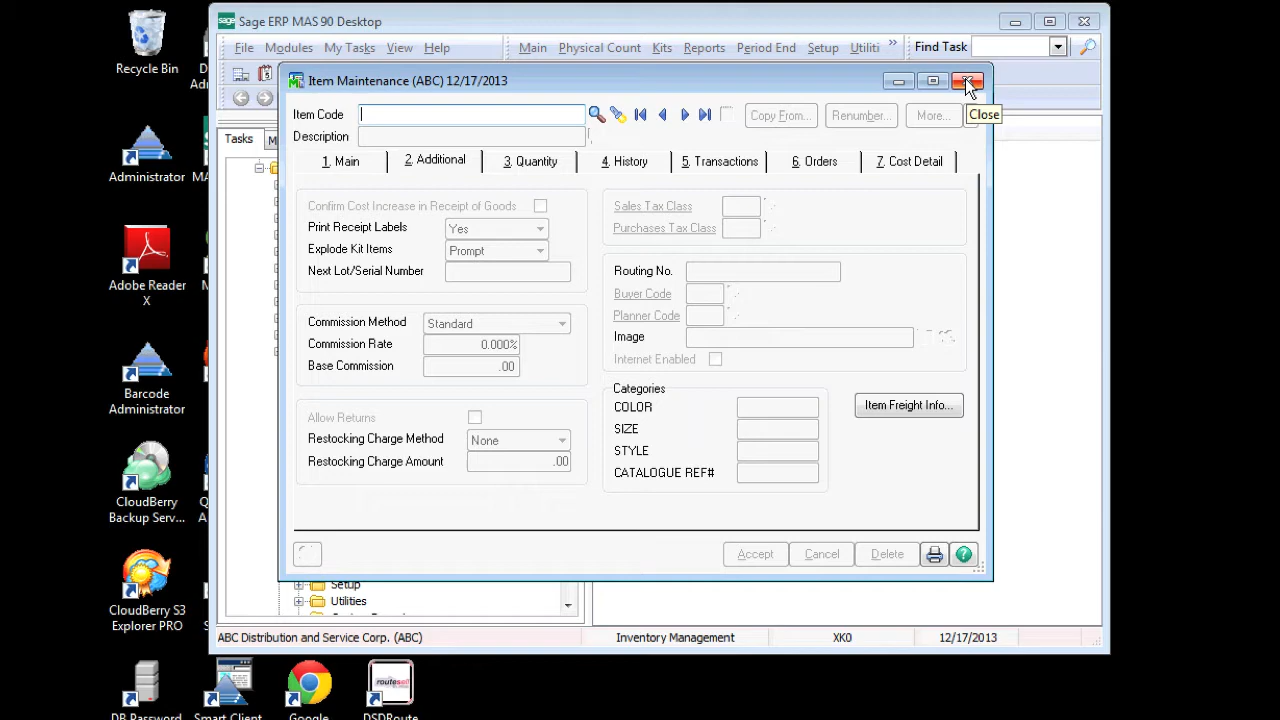 Recycle Bin
Administrator
Adobe Reader
X
Barcode
Administrator
CloudBerry
Backup Serv...
CloudBerry S3
Explorer PRO
DB Password
Smart Client
Google
DSDRoute
sage Sage ERP MAS 90 Desktop
File Modules My Tasks View Help
Main Physical Count Kits Reports Period End Setup Utiliti » Find Task
Tasks
Item Maintenance (ABC) 12/17/2013
Close
Item Code
Copy From... Renumber... More...
Description
1. Main 2. Additional 3. Quantity 4. History 5. Transactions 6. Orders 7. Cost Detail
Confirm Cost Increase in Receipt of Goods
Print Receipt Labels Yes
Explode Kit Items Prompt
Next Lot/Serial Number
Commission Method Standard
Commission Rate 0.000%
Base Commission .00
Allow Returns
Restocking Charge Method None
Restocking Charge Amount .00
Sales Tax Class
Purchases Tax Class
Routing No.
Buyer Code
Planner Code
Image
Internet Enabled
Categories
COLOR
SIZE
STYLE
CATALOGUE REF#
Item Freight Info...
Accept Cancel Delete
Setup
Utilities
ABC Distribution and Service Corp. (ABC) Inventory Management XK0 12/17/2013